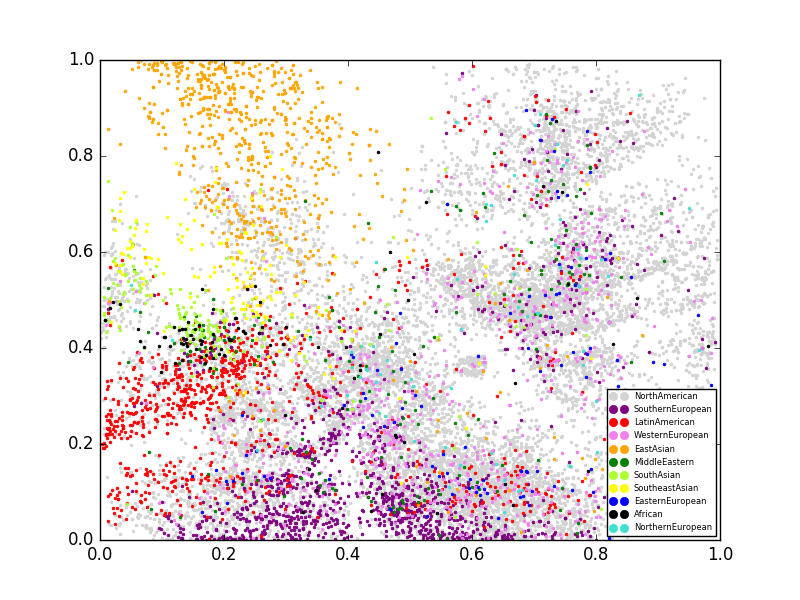 1.0
0.8
0.6
0.4
0.2
0.0
0.0 0.2 0.4 0.6 0.8 1.0
NorthAmerican
SouthernEuropean
LatinAmerican
WesternEuropean
EastAsian
MiddleEastern
SouthAsian
SoutheastAsian
EasternEuropean
African
NorthernEuropean